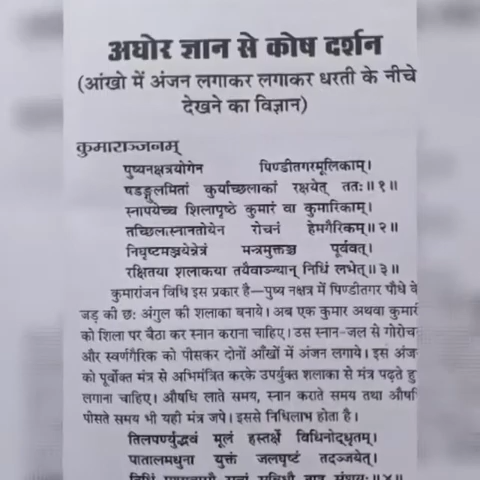 अघोर ज्ञान से कोष दर्शन
(आंखो में अंजन लगाकर लगाकर धरती के नीचे
देखने का विज्ञान)
कुमाराञ्जनम्
पुष्यनक्षत्रयोगेन पिण्डीतगरमूलिकाम्।
षडङ्गुलमितां कुर्याच्छलाकां रक्षयेत् ततः॥१॥
स्नापयेच्च शिलापृष्ठे कुमारं वा कुमारिकाम्।
तच्छिलास्नानतोयेन रोचनं हेमगैरिकम्॥२॥
निघृष्टमञ्जयेन्नेत्रं मन्त्रमुक्तञ्च पूर्ववत्।
रक्षितया शलाकया तयैवाञ्ज्यान् निधिं लभेत्॥३॥
कुमारांजन विधि इस प्रकार है—पुष्य नक्षत्र में पिण्डीतगर पौधे
जड़ की छः अंगुल की शलाका बनाये। अब एक कुमार अथवा कुमारी
को शिला पर बैठा कर स्नान कराना चाहिए। उस स्नान-जल से गोरोच
और स्वर्णगैरिक को पीसकर दोनों आँखों में अंजन लगाये। इस अंज
को पूर्वोक्त मंत्र से अभिमंत्रित करके उपर्युक्त शलाका से मंत्र पढ़ते हु
लगाना चाहिए। औषधि लाते समय, स्नान कराते समय तथा औषधि
पोसते समय भी यही मंत्र जपे। इससे निधिलाभ होता है।
तिलपर्ण्युद्भवं मूलं हस्तर्क्षे विधिनोद्धृतम्।
पातालमधुना युक्तं जलघृष्टं तदञ्जयेत्।